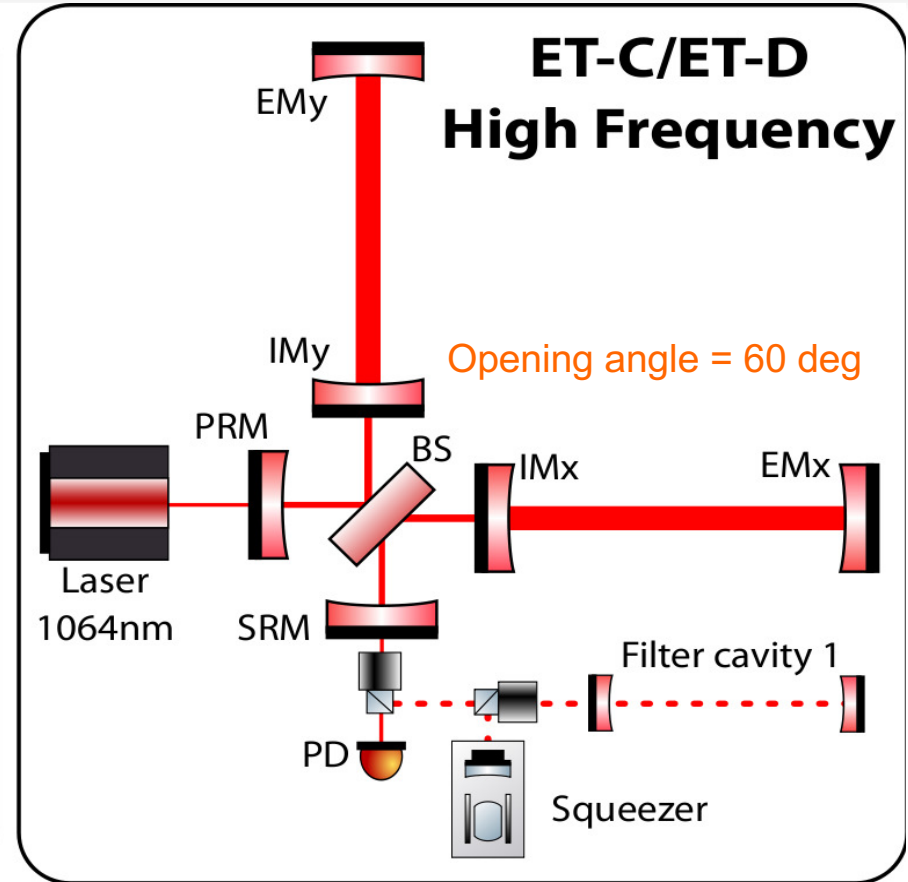 ET-C/ET-D
High Frequency
EMy
IMy
Opening angle = 60 deg
PRM
BS
IMx
EMx
Laser
1064nm
SRM
Filter cavity 1
PD
Squeezer